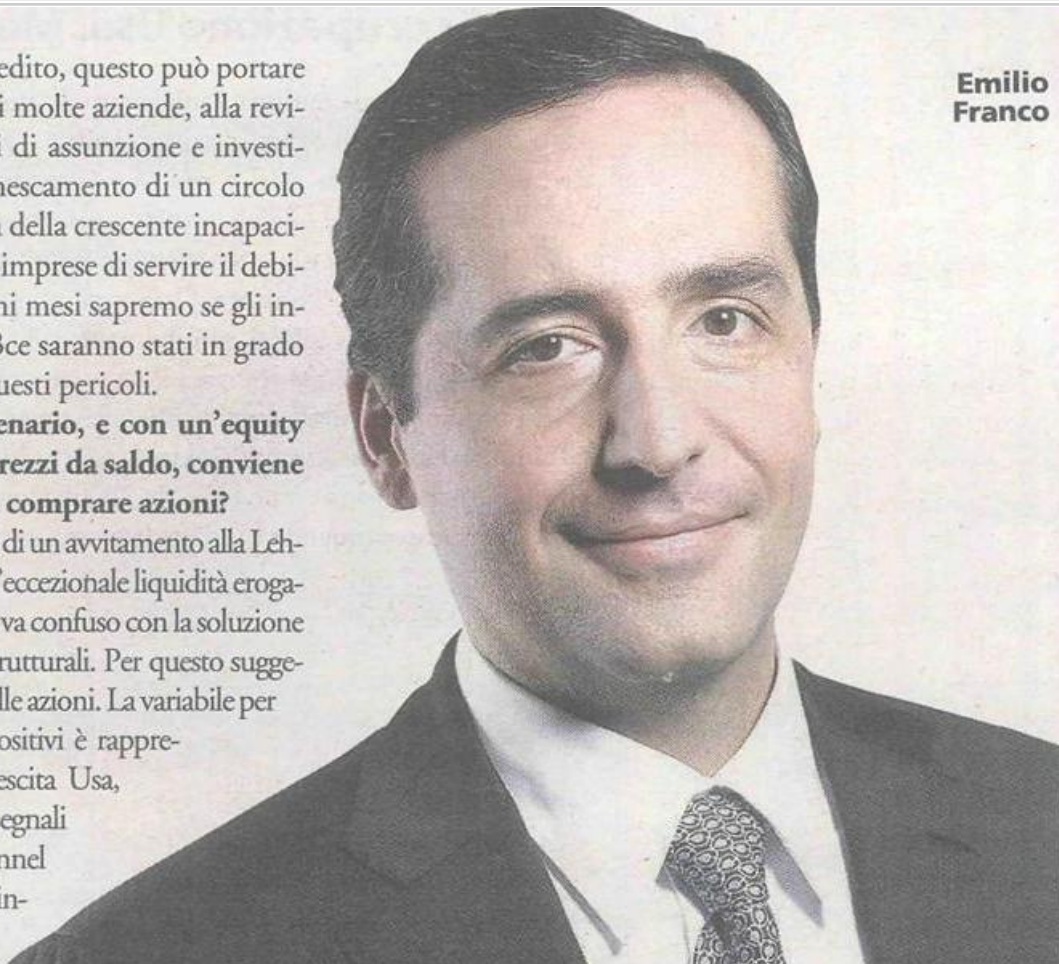 edito, questo può portare
i molte aziende, alla revi-
i di assunzione e investi-
nescamento di un circolo
della crescente incapaci-
imprese di servire il debi-
ni mesi sapremo se gli in-
Bce saranno stati in grado
uesti pericoli.
enario, e con un'equity
rezzi da saldo, conviene
comprare azioni?
di un avvitamento alla Leh-
'eccezionale liquidità eroga-
va confuso con la soluzione
rutturali. Per questo sugge-
lle azioni. La variabile per
ositivi è rappre-
escita Usa,
egnali
nnel
in-
Emilio
Franco